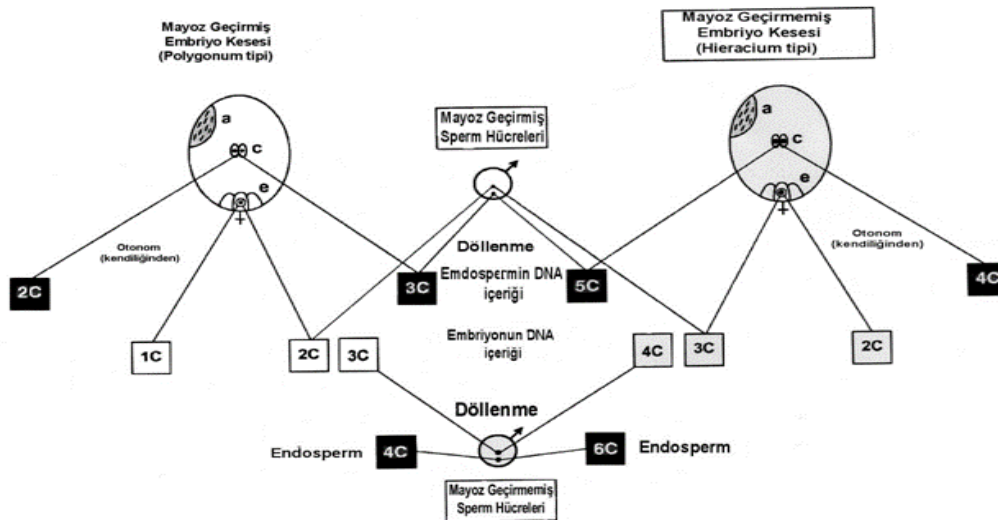 Mayoz Geçirmiş
Embriyo Kesesi
(Polygonum tipi)
Mayoz Geçirmemiş
Embriyo Kesesi
(Hieracium tipi)
a
c
e
Mayoz Geçirmiş
Sperm Hücreleri
a
c
e
Otonom
(kendiliğinden)
Döllenme
Otonom
(kendiliğinden)
2C
3C
Emdospermin DNA
içeriği
5C
4C
1C
2C
3C
Embriyonun DNA
içeriği
4C
3C
2C
Döllenme
Endosperm
4C
6C
Endosperm
Mayoz Geçirmemiş
Sperm Hücreleri